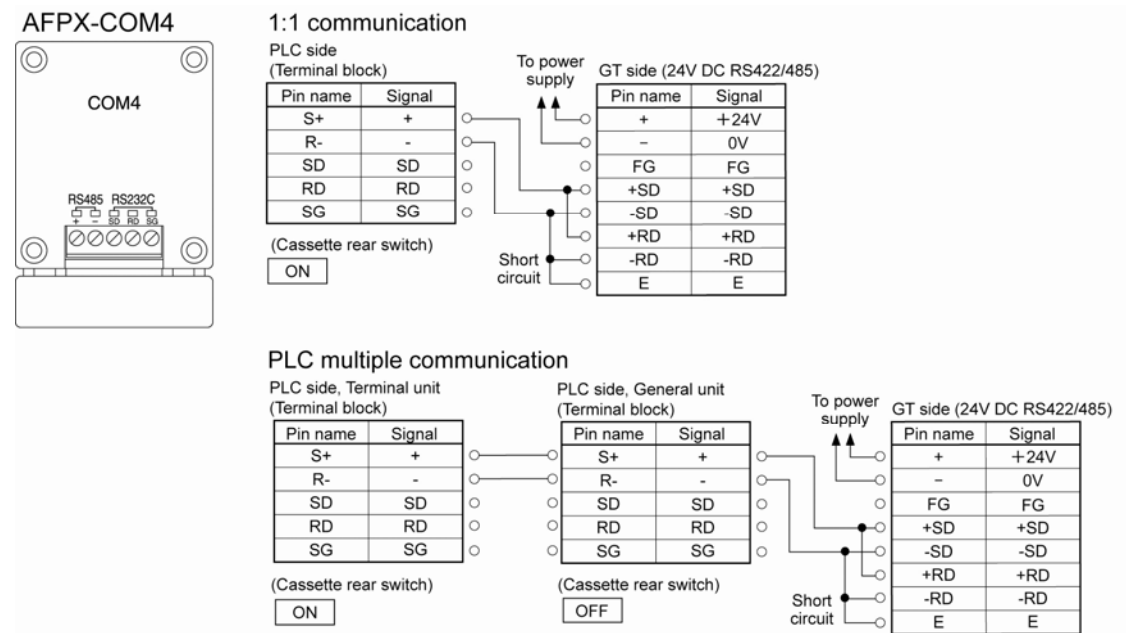 AFPX-COM4
COM4
RS485 RS232C
+ - SD RD SG
1:1 communication
PLC side
(Terminal block)
Pin name Signal
S+ +
R- -
SD SD
RD RD
SG SG
(Cassette rear switch)
ON
To power
supply
GT side (24V DC RS422/485)
Pin name Signal
+ +24V
- 0V
FG FG
+SD +SD
-SD -SD
+RD +RD
-RD -RD
E E
Short
circuit
PLC multiple communication
PLC side, Terminal unit
(Terminal block)
Pin name Signal
S+ +
R- -
SD SD
RD RD
SG SG
(Cassette rear switch)
ON
PLC side, General unit
(Terminal block)
Pin name Signal
S+ +
R- -
SD SD
RD RD
SG SG
(Cassette rear switch)
OFF
To power
supply
GT side (24V DC RS422/485)
Pin name Signal
+ +24V
- 0V
FG FG
+SD +SD
-SD -SD
+RD +RD
-RD -RD
E E
Short
circuit